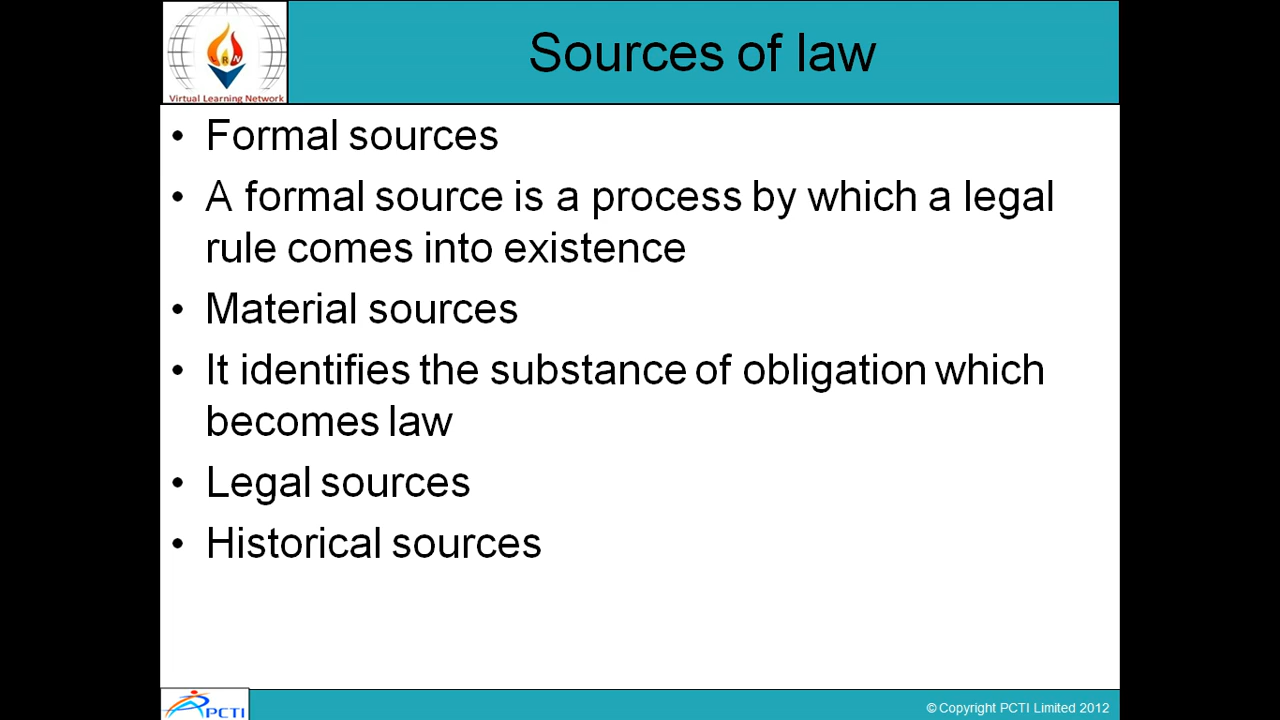 Sources of law
LRN
Virtual Learning Network
• Formal sources
• A formal source is a process by which a legal
rule comes into existence
• Material sources
• It identifies the substance of obligation which
becomes law
• Legal sources
• Historical sources
PCTI
© Copyright PCTI Limited 2012